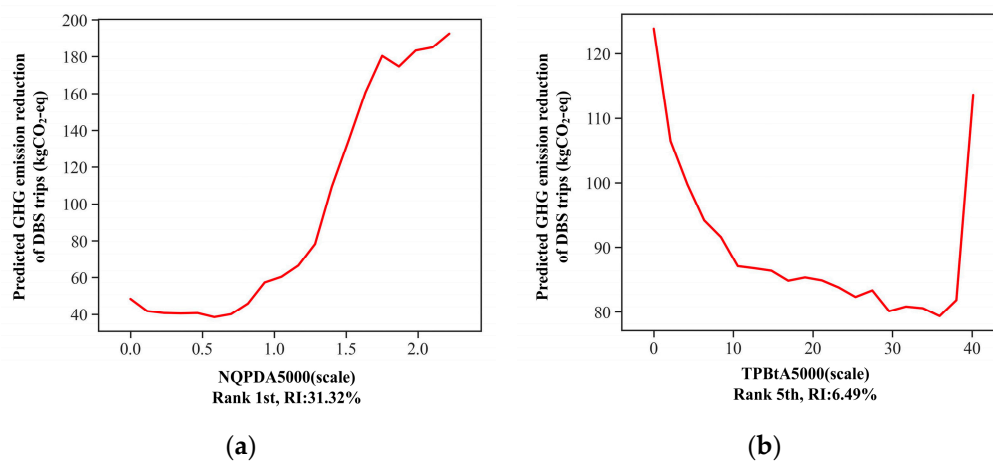 Predicted GHG emission reduction
of DBS trips (kgCO₂-eq)
200
180
160
140
120
100
80
60
40
0.0 0.5 1.0 1.5 2.0
NQPDA5000(scale)
Rank 1st, RI:31.32%
(a)
Predicted GHG emission reduction
of DBS trips (kgCO₂-eq)
120
110
100
90
80
0 10 20 30 40
TPBtA5000(scale)
Rank 5th, RI:6.49%
(b)